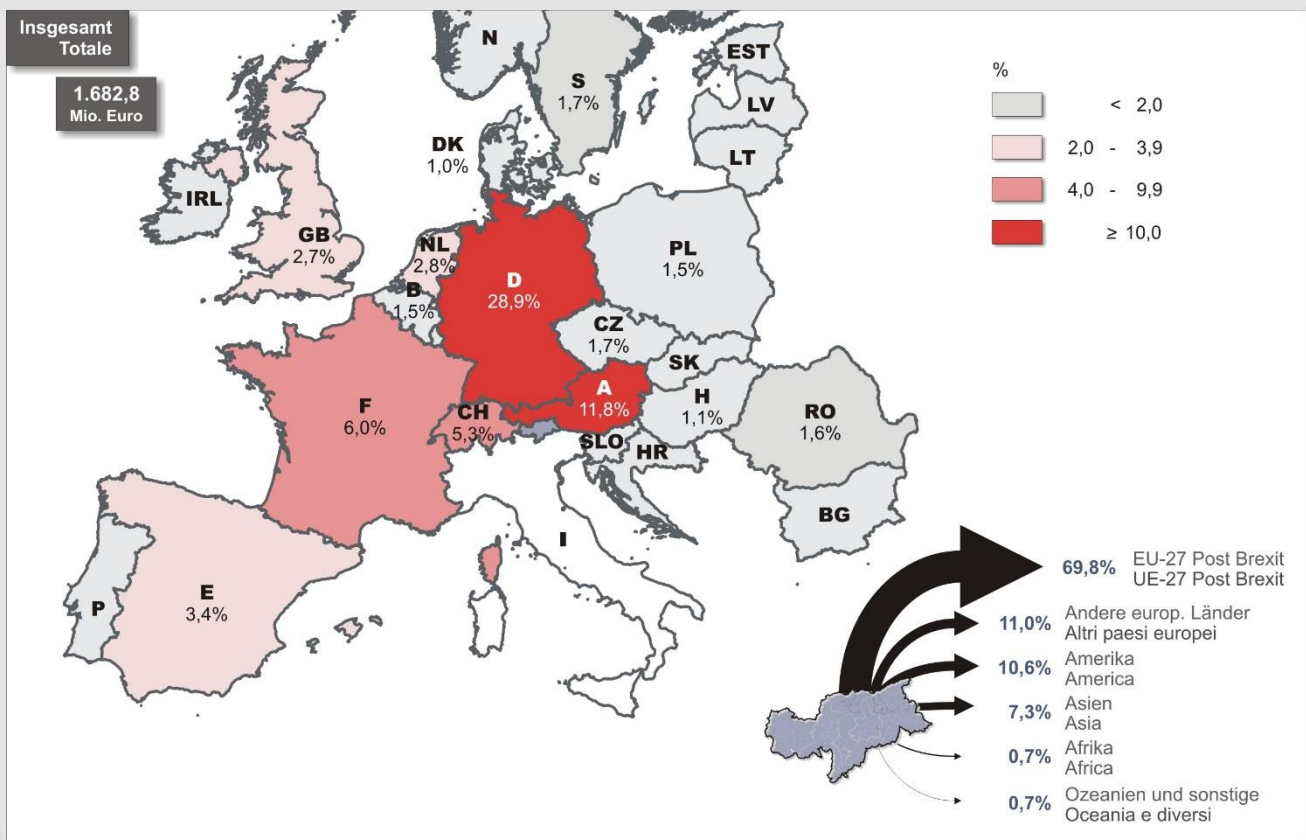 Insgesamt
Totale
1.682,8
Mio. Euro
N
S
1,7%
EST
LV
LT
DK
1,0%
IRL
GB
2,7%
NL
2,8%
B
1,5%
D
28,9%
PL
1,5%
CZ
1,7%
SK
A
11,8%
H
1,1%
RO
1,6%
F
6,0%
CH
5,3%
SLO
HR
BG
I
P
E
3,4%
%
< 2,0
2,0 - 3,9
4,0 - 9,9
≥ 10,0
69,8% EU-27 Post Brexit
UE-27 Post Brexit
11,0% Andere europ. Länder
Altri paesi europei
10,6% Amerika
America
7,3% Asien
Asia
0,7% Afrika
Africa
0,7% Ozeanien und sonstige
Oceania e diversi